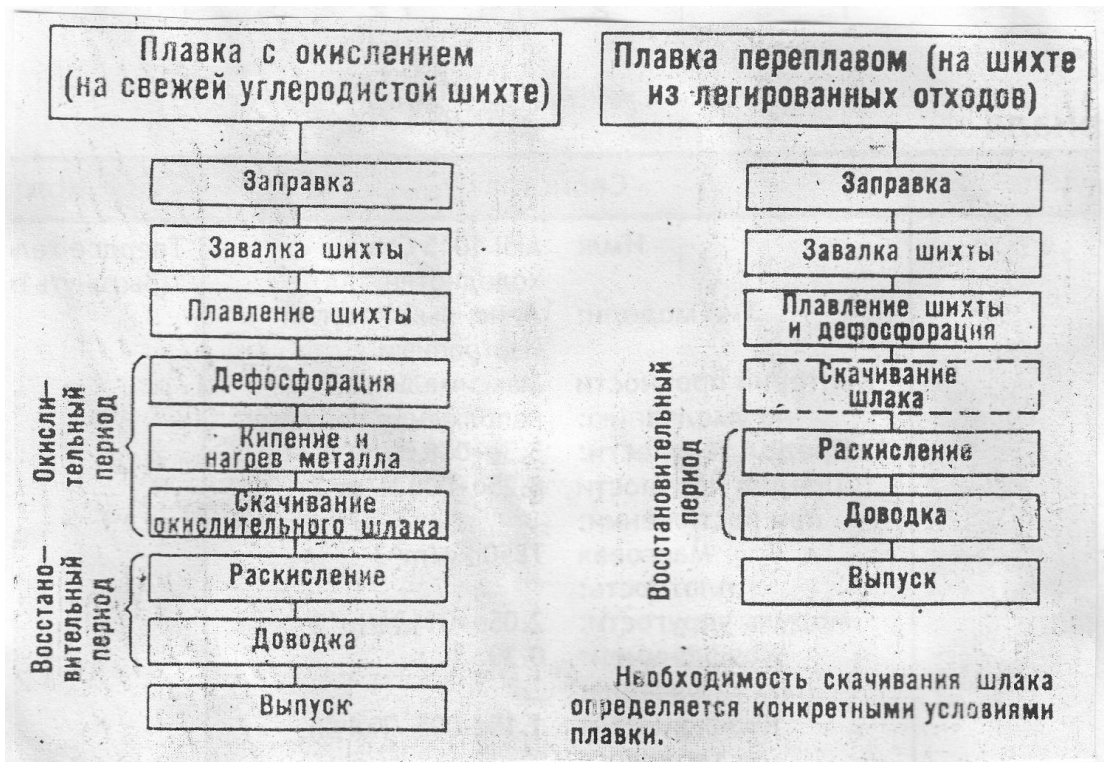 Плавка с окислением
(на свежей углеродистой шихте)
Заправка
Завалка шихты
Плавление шихты
Окисли—
тельный
период
Дефосфорация
Кипение и
нагрев металла
Скачивание
окислительного шлака
Восстано—
вительный
период
Раскисление
Доводка
Выпуск
Плавка переплавом (на шихте
из легированных отходов)
Заправка
Завалка шихты
Плавление шихты
и дефосфорация
Скачивание
шлака
Восстановительный
период
Раскисление
Доводка
Выпуск
Необходимость скачивания шлака
определяется конкретными условиями
плавки.